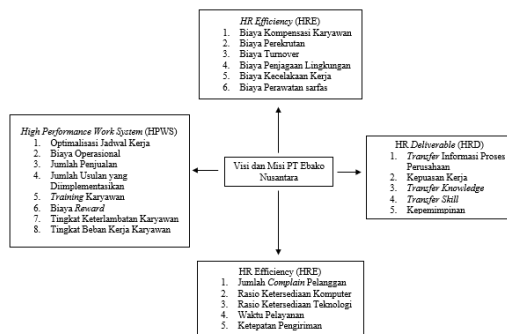 HR Efficiency (HRE)
1. Biaya Kompensasi Karyawan
2. Biaya Perekrutan
3. Biaya Turnover
4. Biaya Penjagaan Lingkungan
5. Biaya Kecelakaan Kerja
6. Biaya Perawatan sarfas
High Performance Work System (HPWS)
1. Optimalisasi Jadwal Kerja
2. Biaya Operasional
3. Jumlah Penjualan
4. Jumlah Usulan yang
Diimplementasikan
5. Training Karyawan
6. Biaya Reward
7. Tingkat Keterlambatan Karyawan
8. Tingkat Beban Kerja Karyawan
Visi dan Misi PT Ebako
Nusantara
HR Deliverable (HRD)
1. Transfer Informasi Proses
Perusahaan
2. Kepuasan Kerja
3. Transfer Knowledge
4. Transfer Skill
5. Kepemimpinan
HR Efficiency (HRE)
1. Jumlah Complain Pelanggan
2. Rasio Ketersediaan Komputer
3. Rasio Ketersediaan Teknologi
4. Waktu Pelayanan
5. Ketepatan Pengiriman